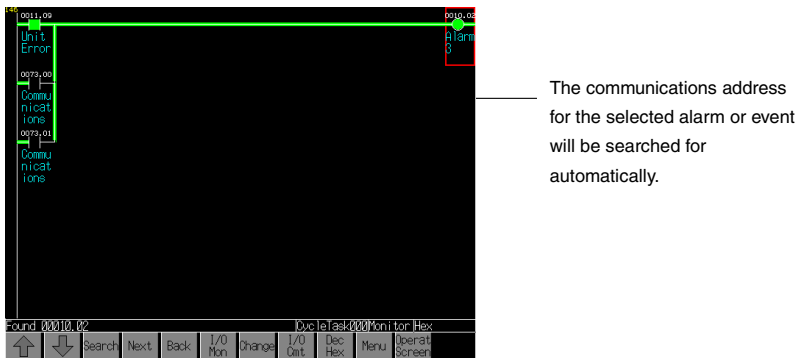 146
0011.09
0010.02
Unit
Error
Alarm
3
0073.00
Commu
nicat
ions
0073.01
Commu
nicat
ions
The communications address
for the selected alarm or event
will be searched for
automatically.
Found 00010.02 |CycleTask000|Monitor|Hex
Search Next Back I/O Mon Change I/O Cmt Dec Hex Menu Operat Screen